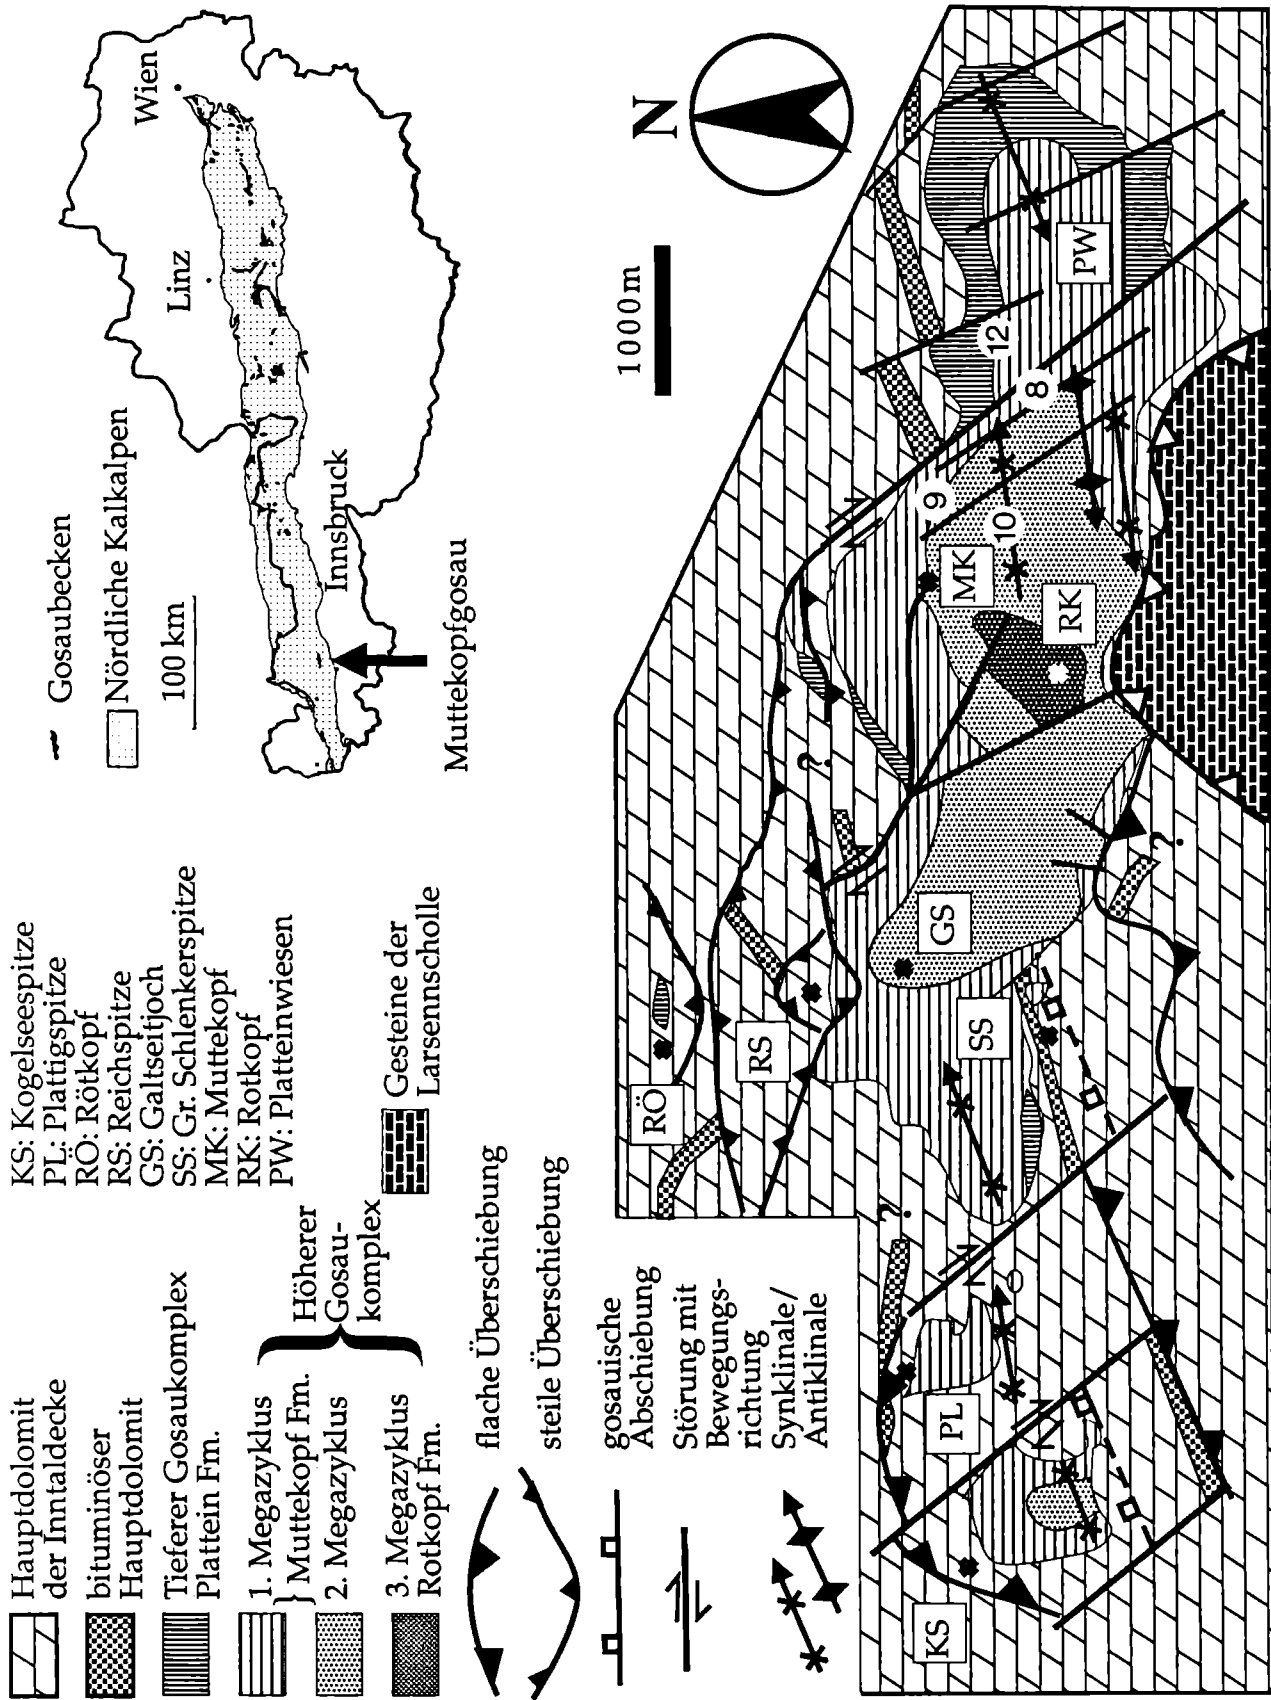 Hauptdolomit
der Inntaldecke
bituminöser
Hauptdolomit
Tieferer Gosaukomplex
Plattein Fm.
1. Megazyklus
} Muttekopf Fm.
2. Megazyklus
Höherer
Gosau-
komplex
3. Megazyklus
Rotkopf Fm.
flache Überschiebung
steile Überschiebung
gosauische
Abschiebung
Störung mit
Bewegungs-
richtung
Synklinale/
Antiklinale
KS: Kogelseespitze
PL: Plattigspitze
RÖ: Rötkopf
RS: Reichspitze
GS: Galtseitjoch
SS: Gr. Schlenkerspitze
MK: Muttekopf
RK: Rotkopf
PW: Plattenwiesen
Gesteine der
Larsennscholle
Gosaubecken
Nördliche Kalkalpen
100 km
Wien
Linz
Innsbruck
Muttekopfgosau
N
1000m
RÖ
RS
KS
PL
SS
GS
MK
RK
PW
9
10
8
12
?
?
?